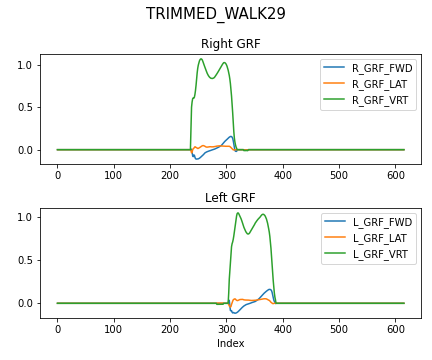 TRIMMED_WALK29
Right GRF
1.0
0.5
0.0
R_GRF_FWD
R_GRF_LAT
R_GRF_VRT
0 100 200 300 400 500 600
Left GRF
1.0
0.5
0.0
L_GRF_FWD
L_GRF_LAT
L_GRF_VRT
0 100 200 300 400 500 600
Index